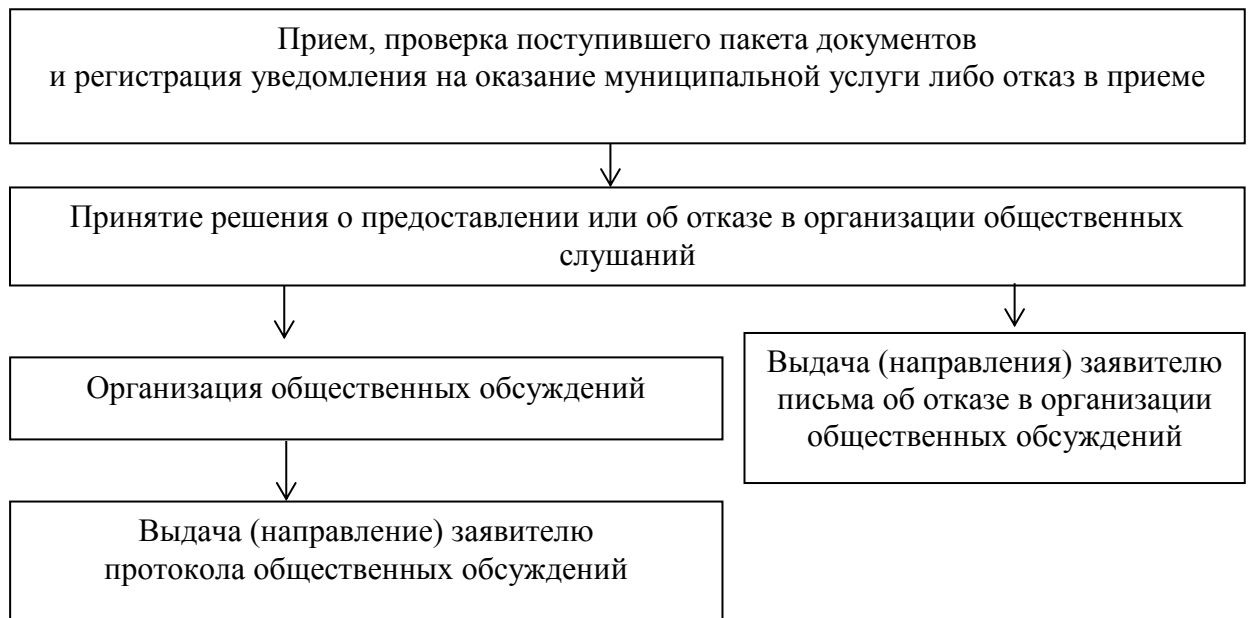 Прием, проверка поступившего пакета документов
и регистрация уведомления на оказание муниципальной услуги либо отказ в приеме
Принятие решения о предоставлении или об отказе в организации общественных
слушаний
Организация общественных обсуждений
Выдача (направления) заявителю
письма об отказе в организации
общественных обсуждений
Выдача (направление) заявителю
протокола общественных обсуждений